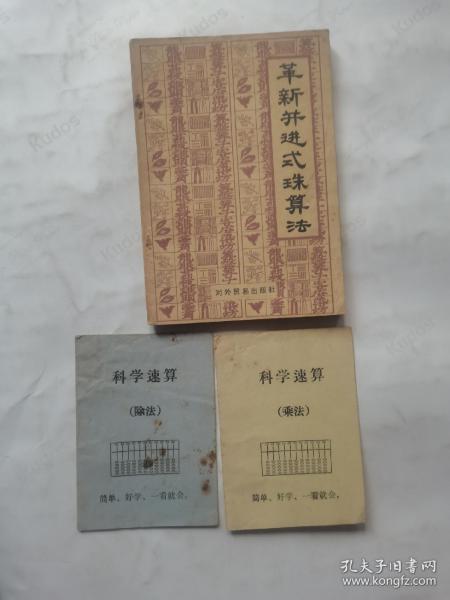 革新并进式珠算法
对外贸易出版社
科学速算
(除法)
简单、好学、一看就会。
科学速算
(乘法)
简单、好学、一看就会。
Kudos
孔夫子旧书网
www.kongfz.com